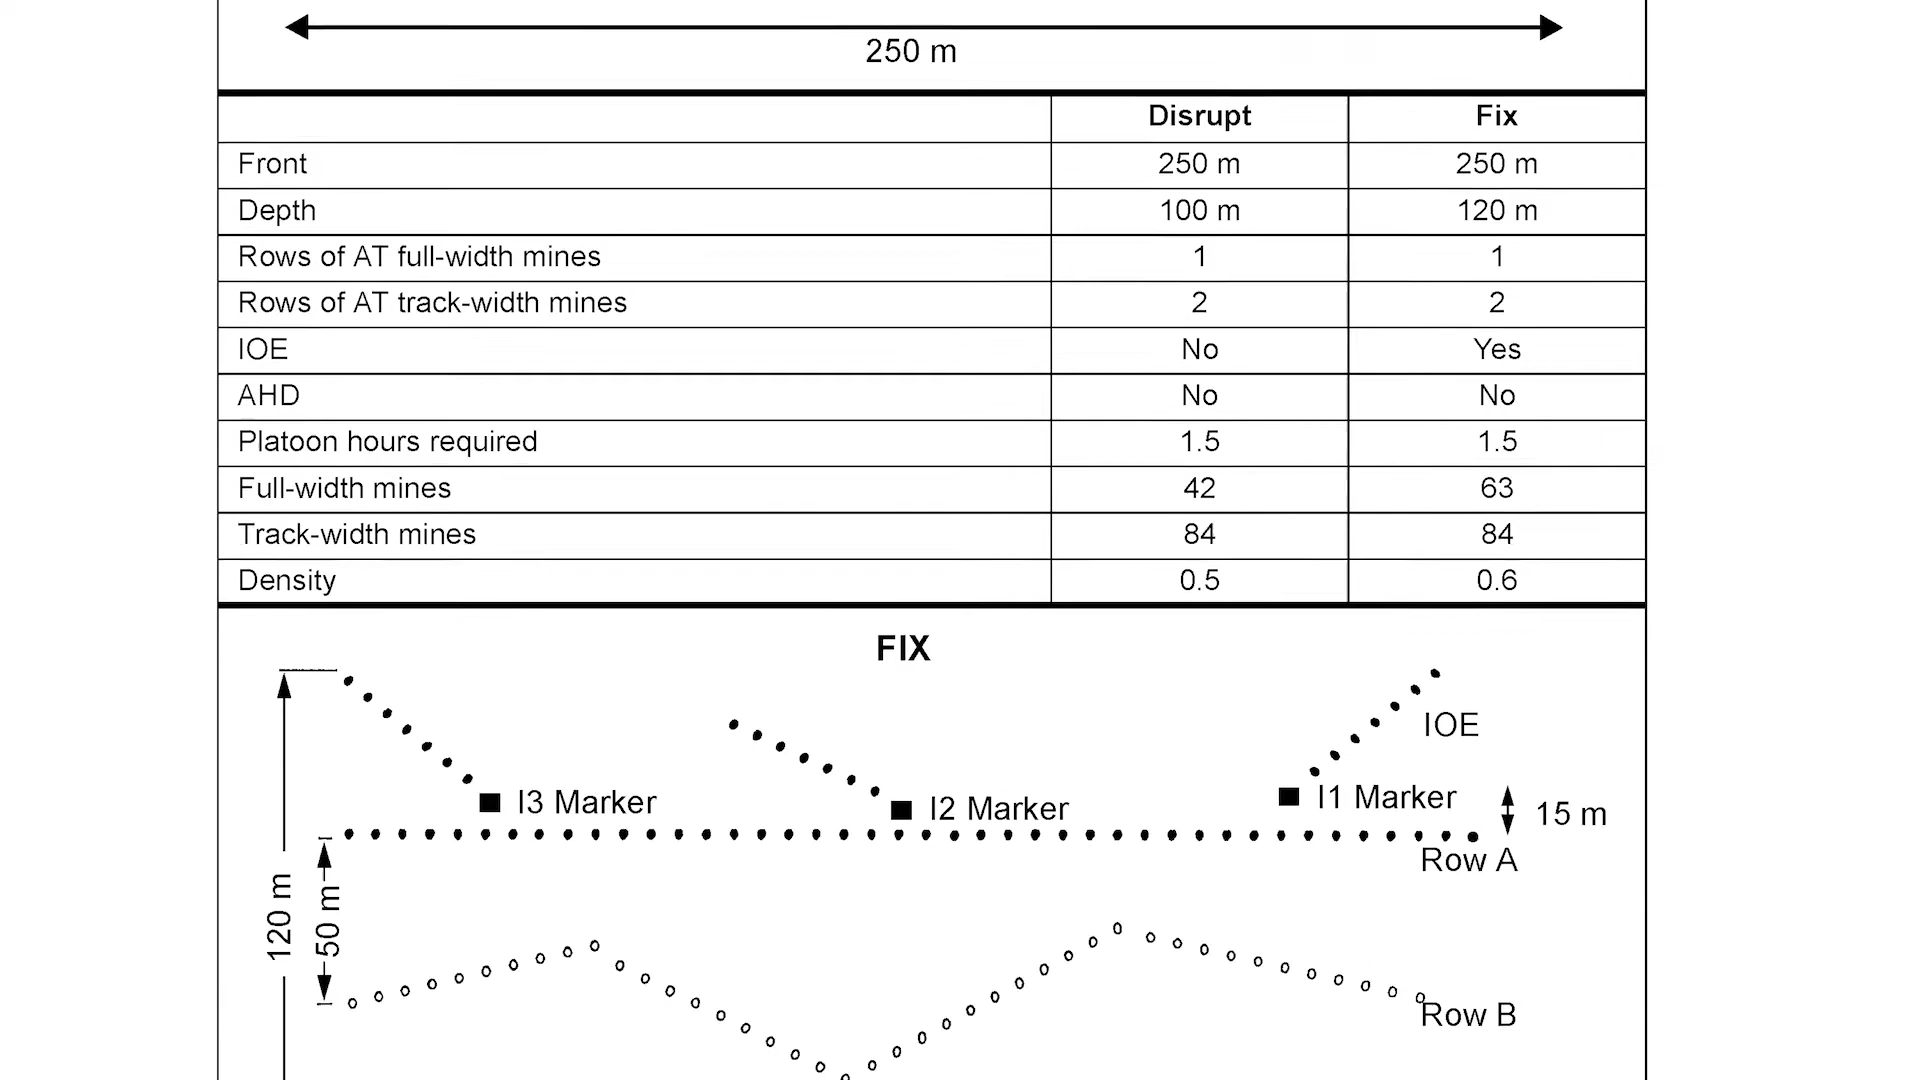 250 m
Disrupt Fix
Front 250 m 250 m
Depth 100 m 120 m
Rows of AT full-width mines 1 1
Rows of AT track-width mines 2 2
IOE No Yes
AHD No No
Platoon hours required 1.5 1.5
Full-width mines 42 63
Track-width mines 84 84
Density 0.5 0.6
FIX
IOE
I3 Marker I2 Marker I1 Marker 15 m
Row A
120 m
50 m
Row B